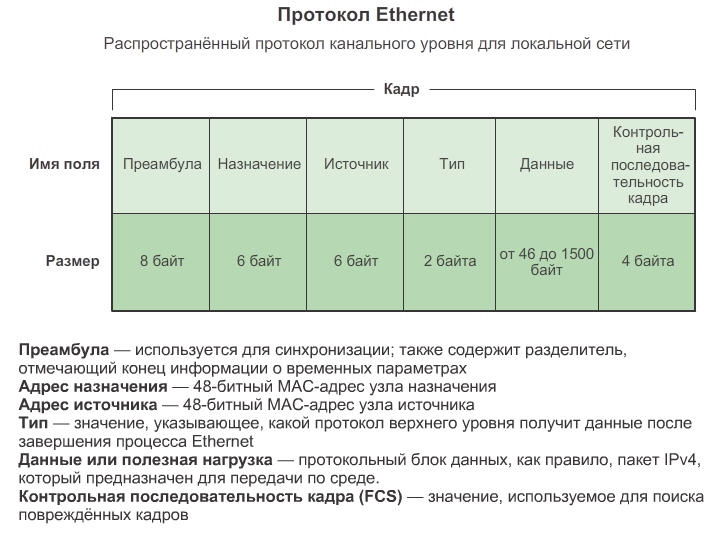 Протокол Ethernet
Распространённый протокол канального уровня для локальной сети
Кадр
Имя поля
Преамбула
Назначение
Источник
Тип
Данные
Контроль-
ная
последова-
тельность
кадра
Размер
8 байт
6 байт
6 байт
2 байта
от 46 до 1500
байт
4 байта
Преамбула — используется для синхронизации; также содержит разделитель,
отмечающий конец информации о временных параметрах
Адрес назначения — 48-битный MAC-адрес узла назначения
Адрес источника — 48-битный MAC-адрес узла источника
Тип — значение, указывающее, какой протокол верхнего уровня получит данные после
завершения процесса Ethernet
Данные или полезная нагрузка — протокольный блок данных, как правило, пакет IPv4,
который предназначен для передачи по среде.
Контрольная последовательность кадра (FCS) — значение, используемое для поиска
повреждённых кадров